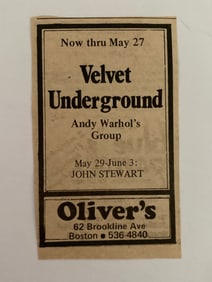 Now thru May 27
Velvet
Underground
Andy Warhol's
Group
May 29-June 3:
JOHN STEWART
Oliver's
62 Brookline Ave
Boston ■ 536 4840